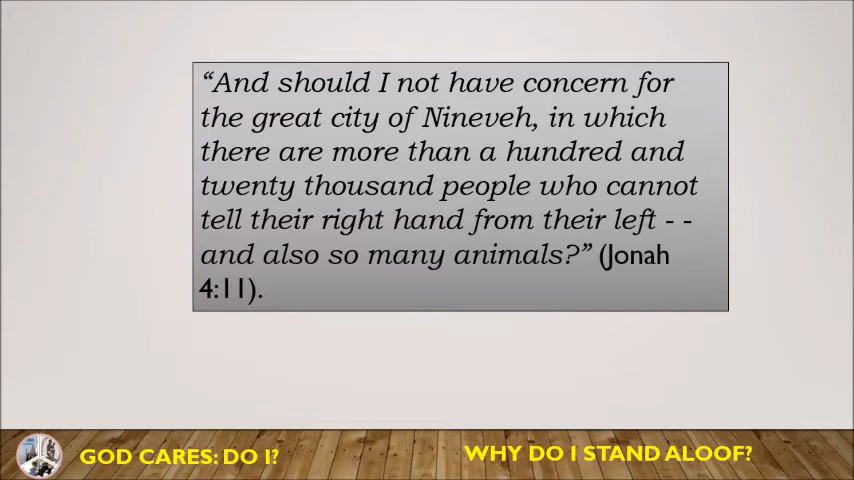 “And should I not have concern for
the great city of Nineveh, in which
there are more than a hundred and
twenty thousand people who cannot
tell their right hand from their left - -
and also so many animals?” (Jonah
4:11).
GOD CARES: DO I?
WHY DO I STAND ALOOF?